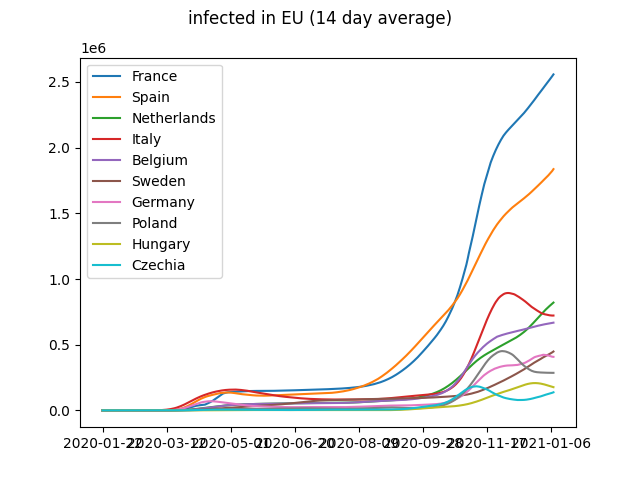 infected in EU (14 day average)
1e6
2.5
2.0
1.5
1.0
0.5
0.0
France
Spain
Netherlands
Italy
Belgium
Sweden
Germany
Poland
Hungary
Czechia
2020-01-22 2020-03-12 2020-05-01 2020-06-20 2020-08-09 2020-09-28 2020-11-17 2021-01-06